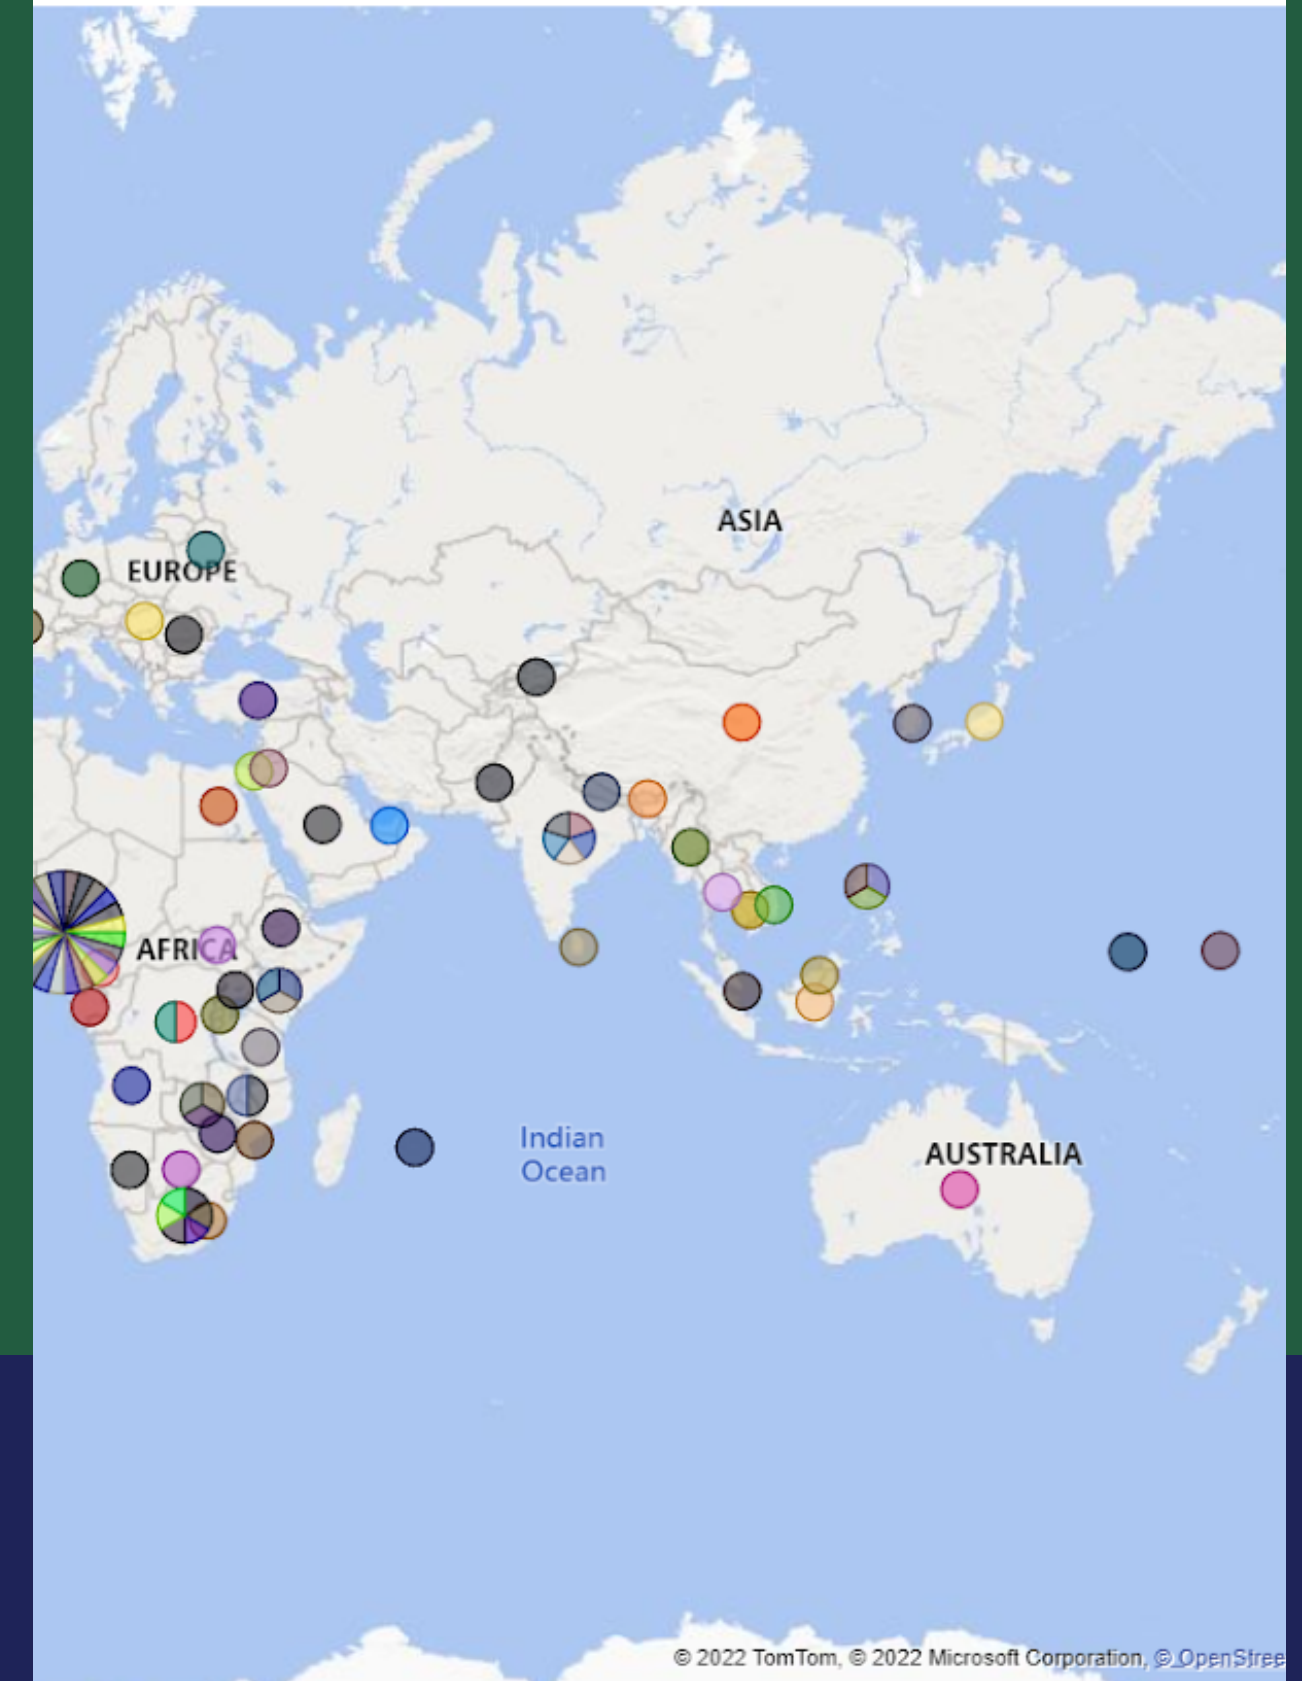 ASIA
EUROPE
AFRICA
Indian
Ocean
AUSTRALIA
© 2022 TomTom, © 2022 Microsoft Corporation, © OpenStree